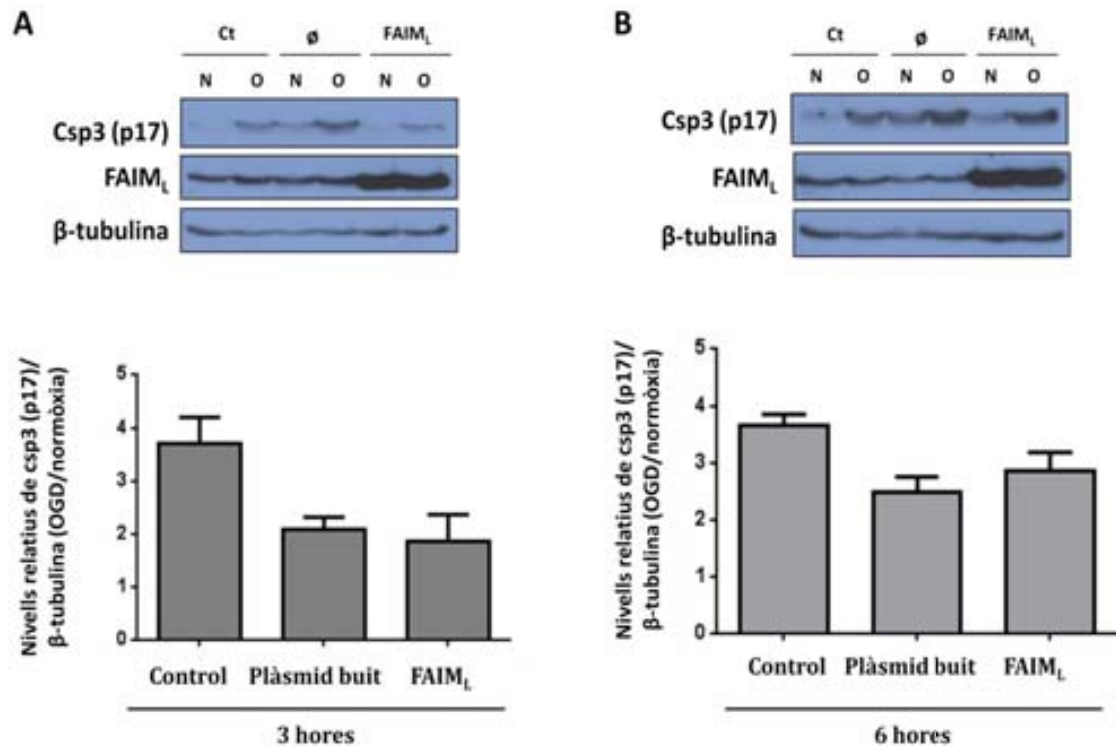 A
Ct ø FAIML
N O N O N O
Csp3 (p17)
FAIML
β-tubulina
Nivells relatius de csp3 (p17)/
β-tubulina (OGD/normòxia)
5
4
3
2
1
0
Control Plàsmid buit FAIML
3 hores
B
Ct ø FAIML
N O N O N O
Csp3 (p17)
FAIML
β-tubulina
Nivells relatius de csp3 (p17)/
β-tubulina (OGD/normòxia)
5
4
3
2
1
0
Control Plàsmid buit FAIML
6 hores